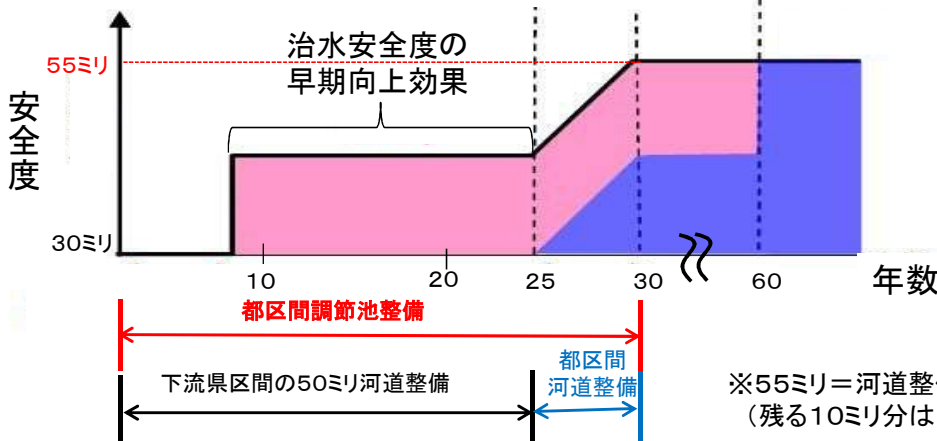 治水安全度の
早期向上効果
55ミリ
安全度
30ミリ
10
20
25
30
60
年数
都区間調節池整備
下流県区間の50ミリ河道整備
都区間
河道整備
※55ミリ＝河道整
（残る10ミリ分は